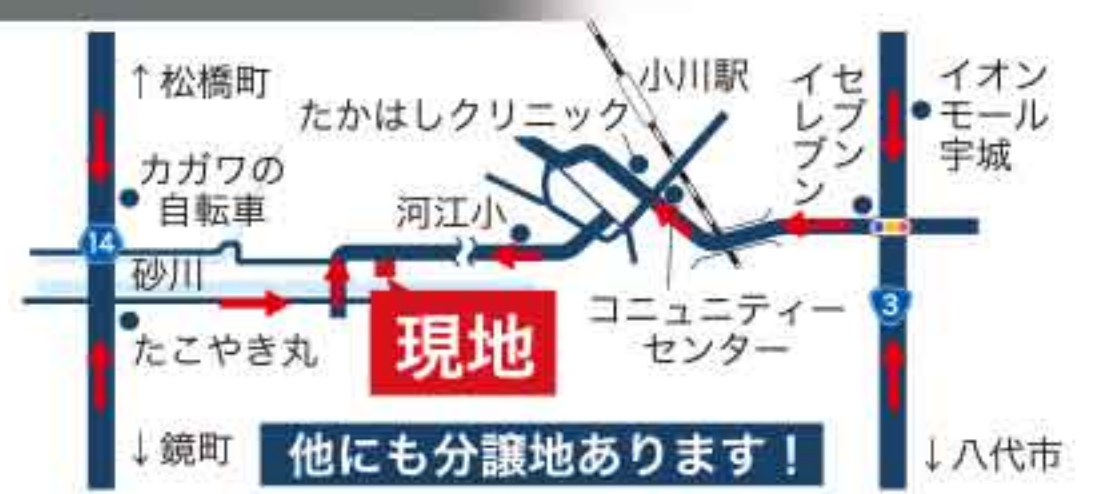 ↑松橋町
カガワの
自転車
14
砂川
たこやき丸
↓鏡町
たかはしクリニック
河江小
現地
小川駅
コニュニティー
センター
セブン
イレブン
イオン
モール
宇城
3
↓八代市
他にも分譲地あります！